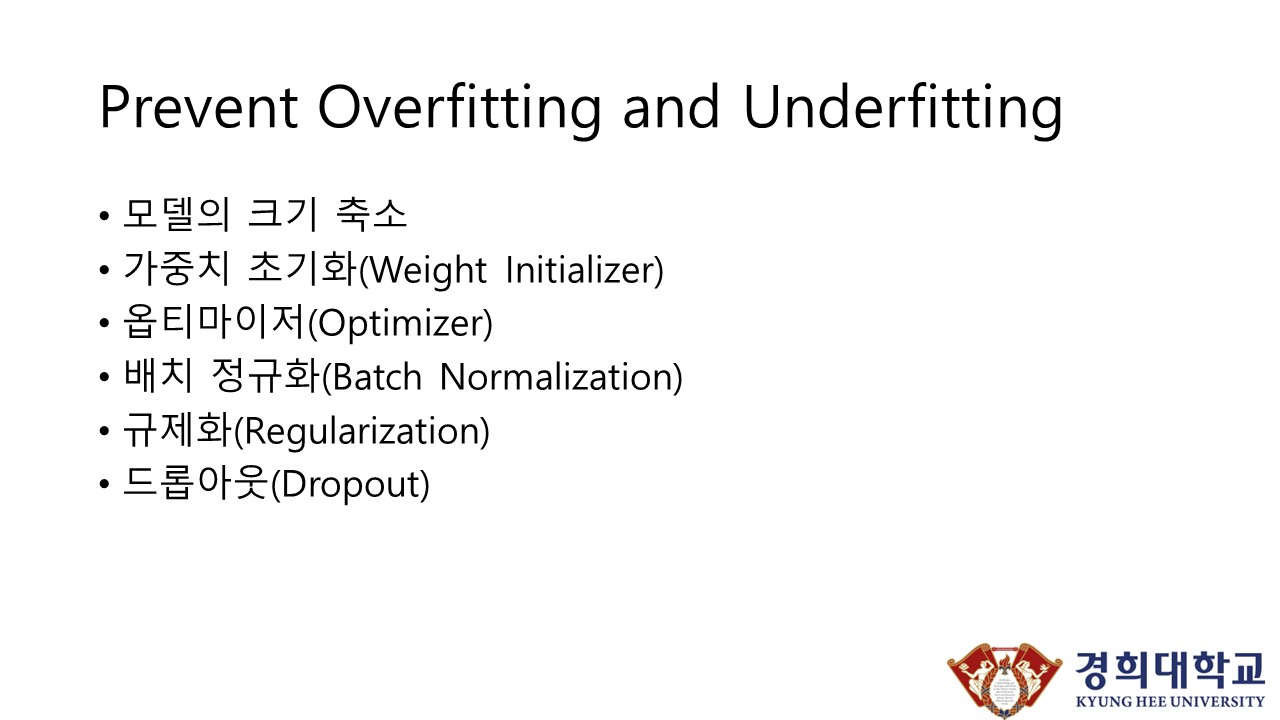 Prevent Overfitting and Underfitting
• 모델의 크기 축소
• 가중치 초기화(Weight Initializer)
• 옵티마이저(Optimizer)
• 배치 정규화(Batch Normalization)
• 규제화(Regularization)
• 드롭아웃(Dropout)
경희대학교
KYUNG HEE UNIVERSITY